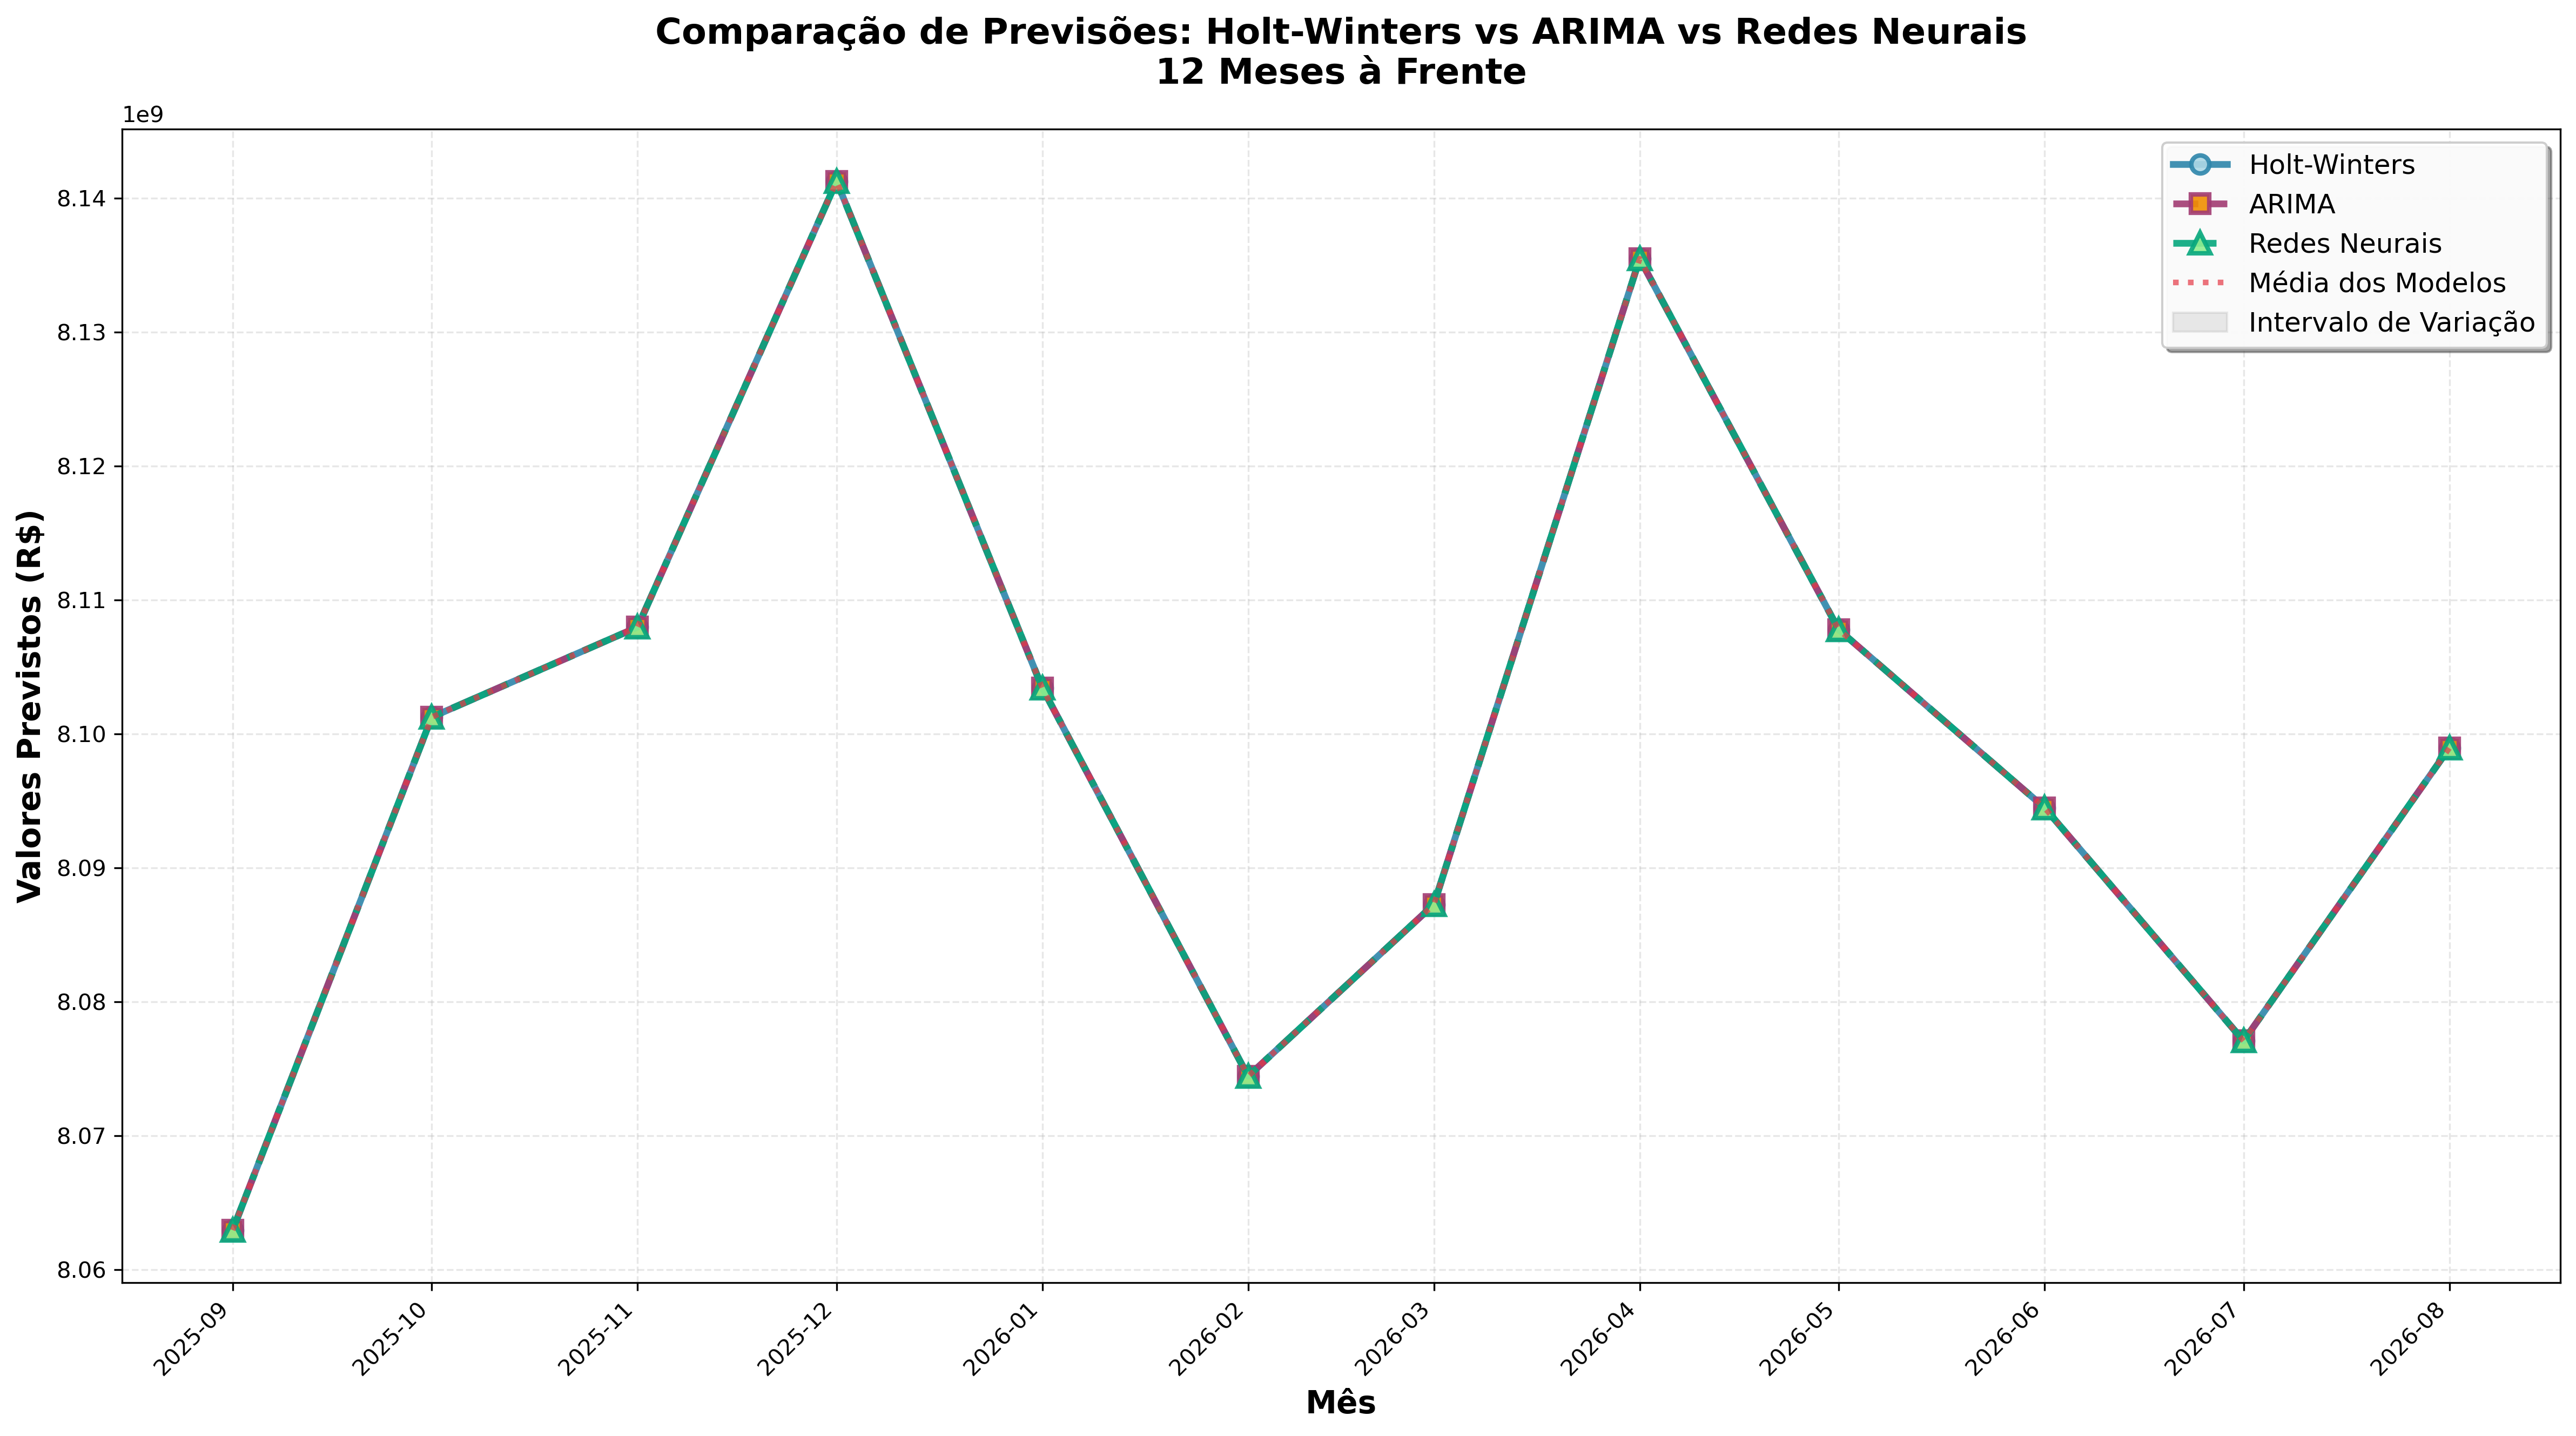 Comparação de Previsões: Holt-Winters vs ARIMA vs Redes Neurais
12 Meses à Frente
1e9
Holt-Winters
ARIMA
Redes Neurais
Média dos Modelos
Intervalo de Variação
Valores Previstos (R$)
8.14
8.13
8.12
8.11
8.10
8.09
8.08
8.07
8.06
2025-09
2025-10
2025-11
2025-12
2026-01
2026-02
2026-03
2026-04
2026-05
2026-06
2026-07
2026-08
Mês